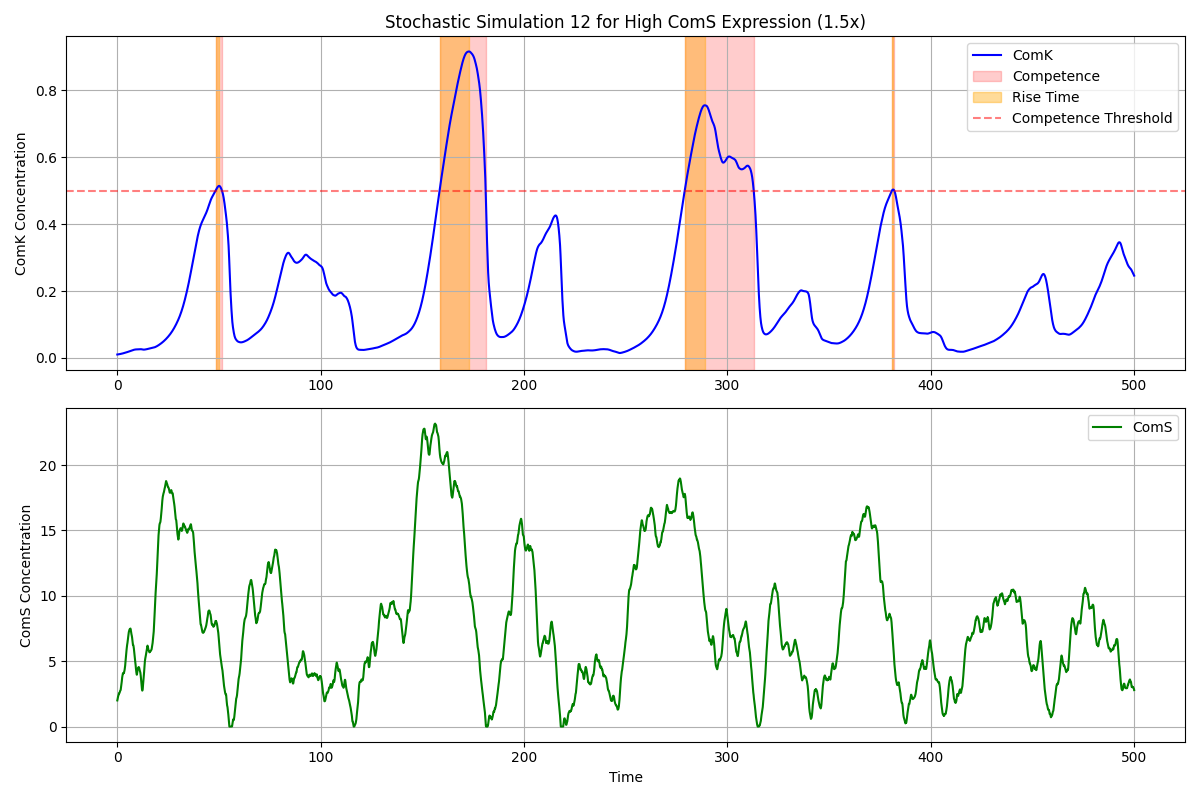 Stochastic Simulation 12 for High ComS Expression (1.5x)
ComK Concentration
0.8
0.6
0.4
0.2
0.0
ComK
Competence
Rise Time
Competence Threshold
0 100 200 300 400 500
ComS Concentration
20
15
10
5
0
ComS
0 100 200 300 400 500
Time